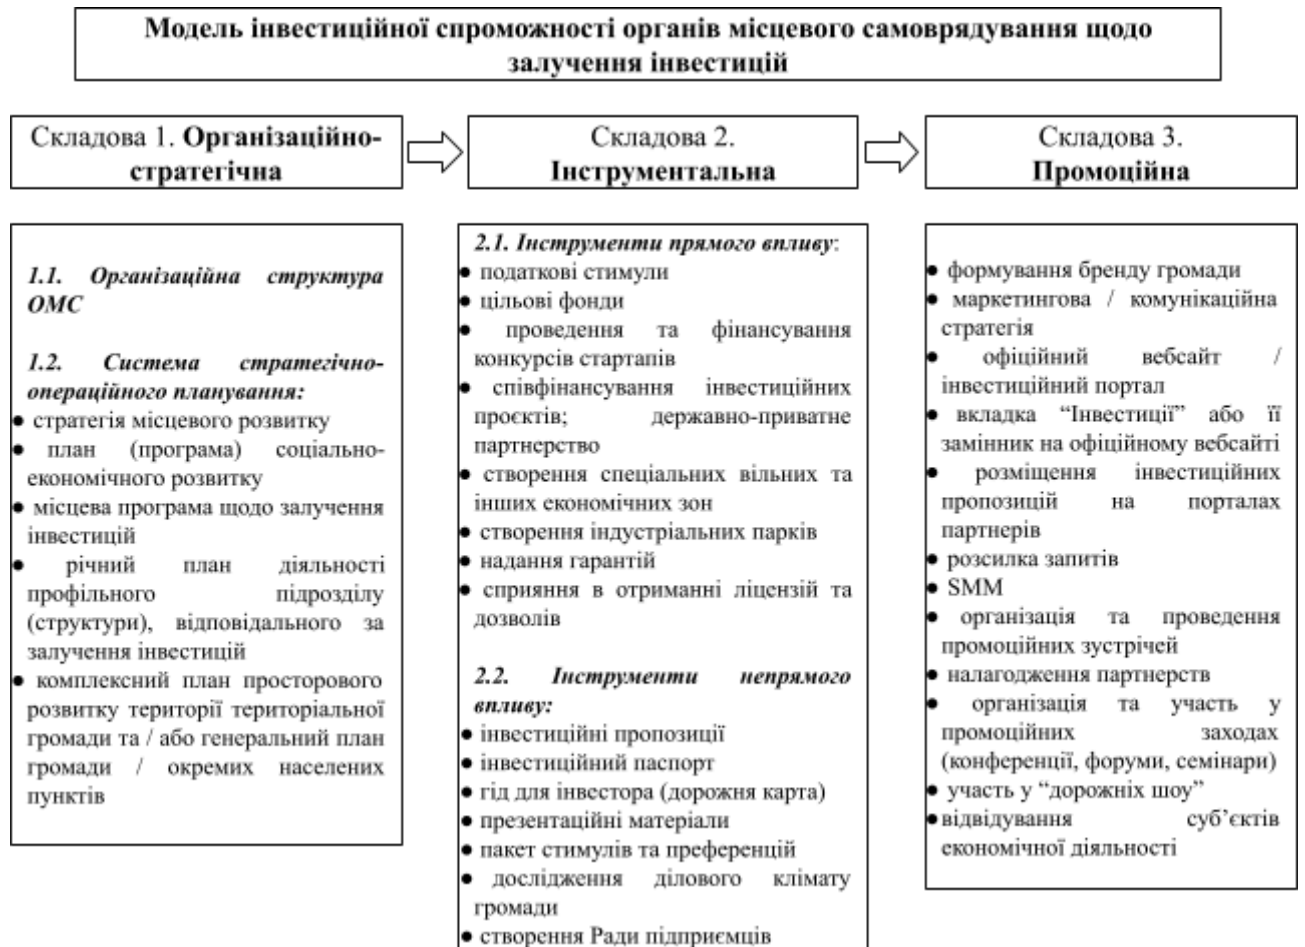 Модель інвестиційної спроможності органів місцевого самоврядування щодо
залучення інвестицій
Складова 1. Організаційно-
стратегічна
Складова 2.
Інструментальна
Складова 3.
Промоційна
1.1. Організаційна структура
ОМС
1.2. Система стратегічно-
операційного планування:
● стратегія місцевого розвитку
● план (програма) соціально-
економічного розвитку
● місцева програма щодо залучення
інвестицій
● річний план діяльності
профільного підрозділу
(структури), відповідального за
залучення інвестицій
● комплексний план просторового
розвитку території територіальної
громади та / або генеральний план
громади / окремих населених
пунктів
2.1. Інструменти прямого впливу:
● податкові стимули
● цільові фонди
● проведення та фінансування
конкурсів стартапів
● співфінансування інвестиційних
проєктів; державно-приватне
партнерство
● створення спеціальних вільних та
інших економічних зон
● створення індустріальних парків
● надання гарантій
● сприяння в отриманні ліцензій та
дозволів
2.2. Інструменти непрямого
впливу:
● інвестиційні пропозиції
● інвестиційний паспорт
● гід для інвестора (дорожня карта)
● презентаційні матеріали
● пакет стимулів та преференцій
● дослідження ділового клімату
громади
● створення Ради підприємців
● формування бренду громади
● маркетингова / комунікаційна
стратегія
● офіційний вебсайт /
інвестиційний портал
● вкладка “Інвестиції” або її
замінник на офіційному вебсайті
● розміщення інвестиційних
пропозицій на порталах
партнерів
● розсилка запитів
● SMM
● організація та проведення
промоційних зустрічей
● налагодження партнерств
● організація та участь у
промоційних заходах
(конференції, форуми, семінари)
● участь у “дорожніх шоу”
● відвідування суб’єктів
економічної діяльності